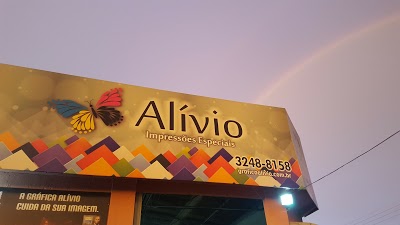 Alívio
Impressões Especiais
3248-8158
graficaalivio.com.br
A GRÁFICA ALÍVIO
CUIDA DA SUA IMAGEM.